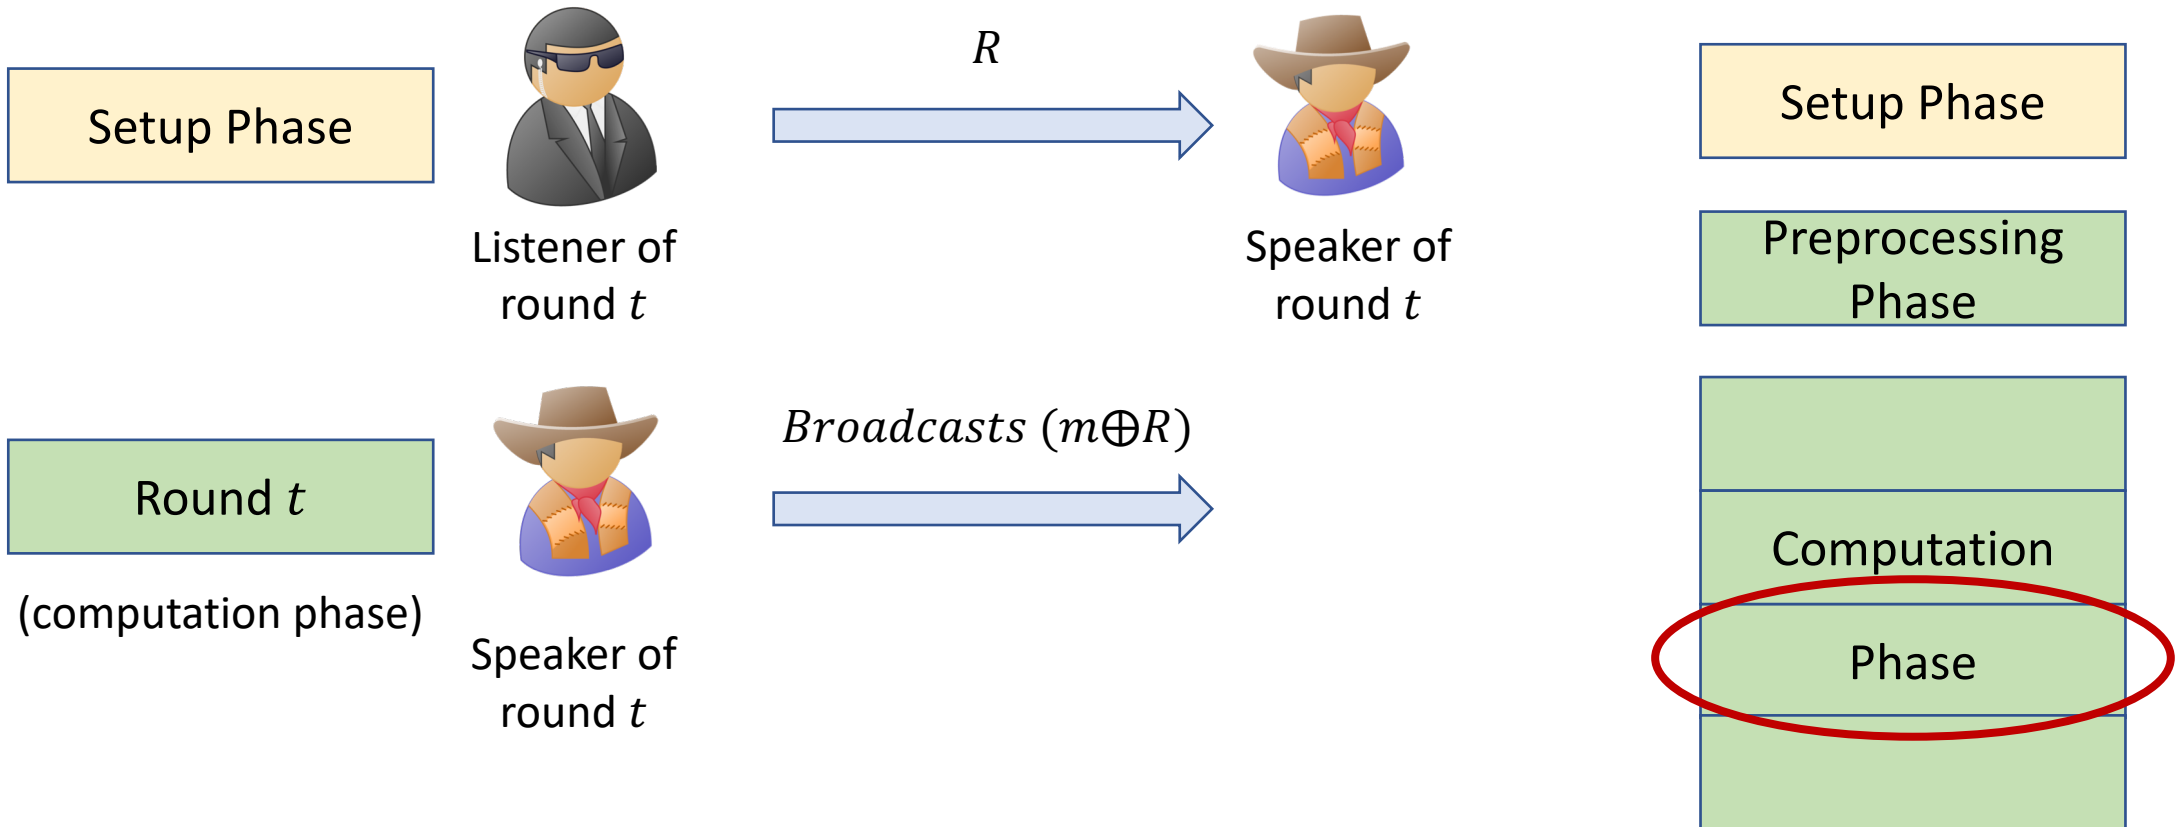 Setup Phase
Listener of
round t
R
Speaker of
round t
Round t
(computation phase)
Speaker of
round t
Broadcasts (m⊕R)
Setup Phase
Preprocessing
Phase
Computation
Phase